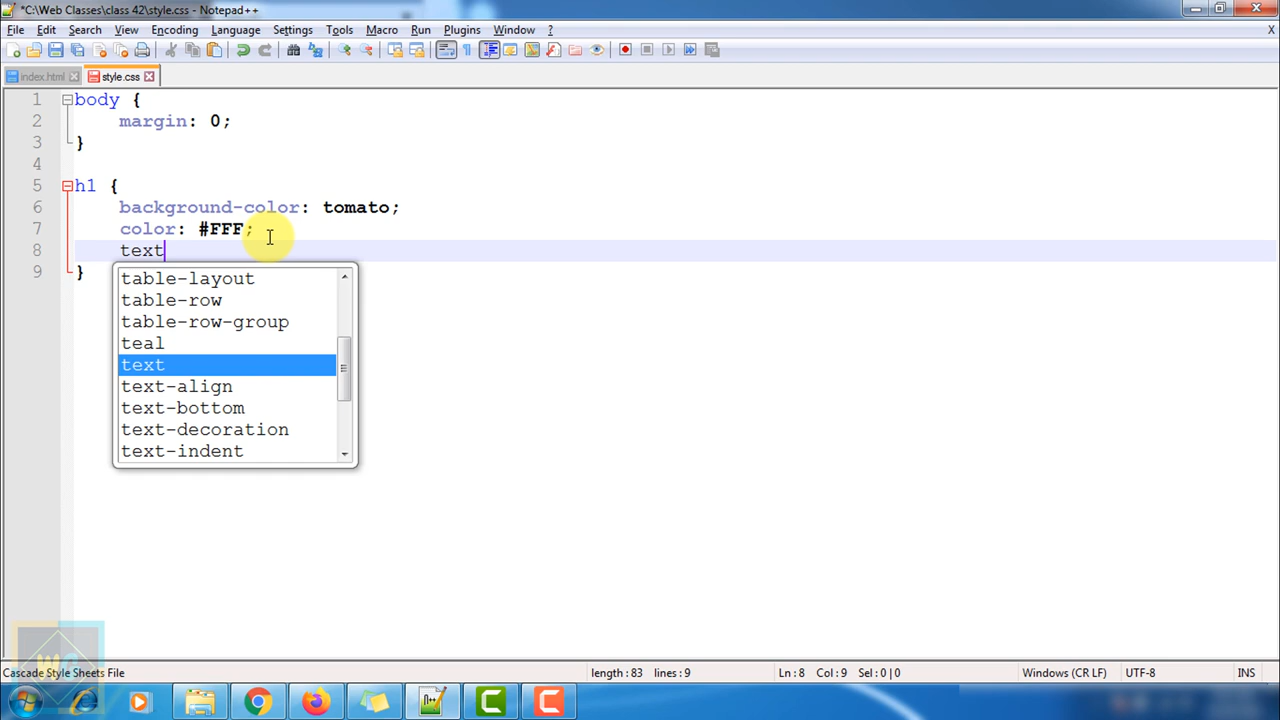 *C:\Web Classes\class 42\style.css - Notepad++
File Edit Search View Encoding Language Settings Tools Macro Run Plugins Window ? X
index.html style.css
1 body {
2 margin: 0;
3 }
4
5 h1 {
6 background-color: tomato;
7 color: #FFF;
8 text
9 }
table-layout
table-row
table-row-group
teal
text
text-align
text-bottom
text-decoration
text-indent
Cascade Style Sheets File length: 83 lines: 9 Ln: 8 Col: 9 Sel: 0 | 0 Windows (CR LF) UTF-8 INS